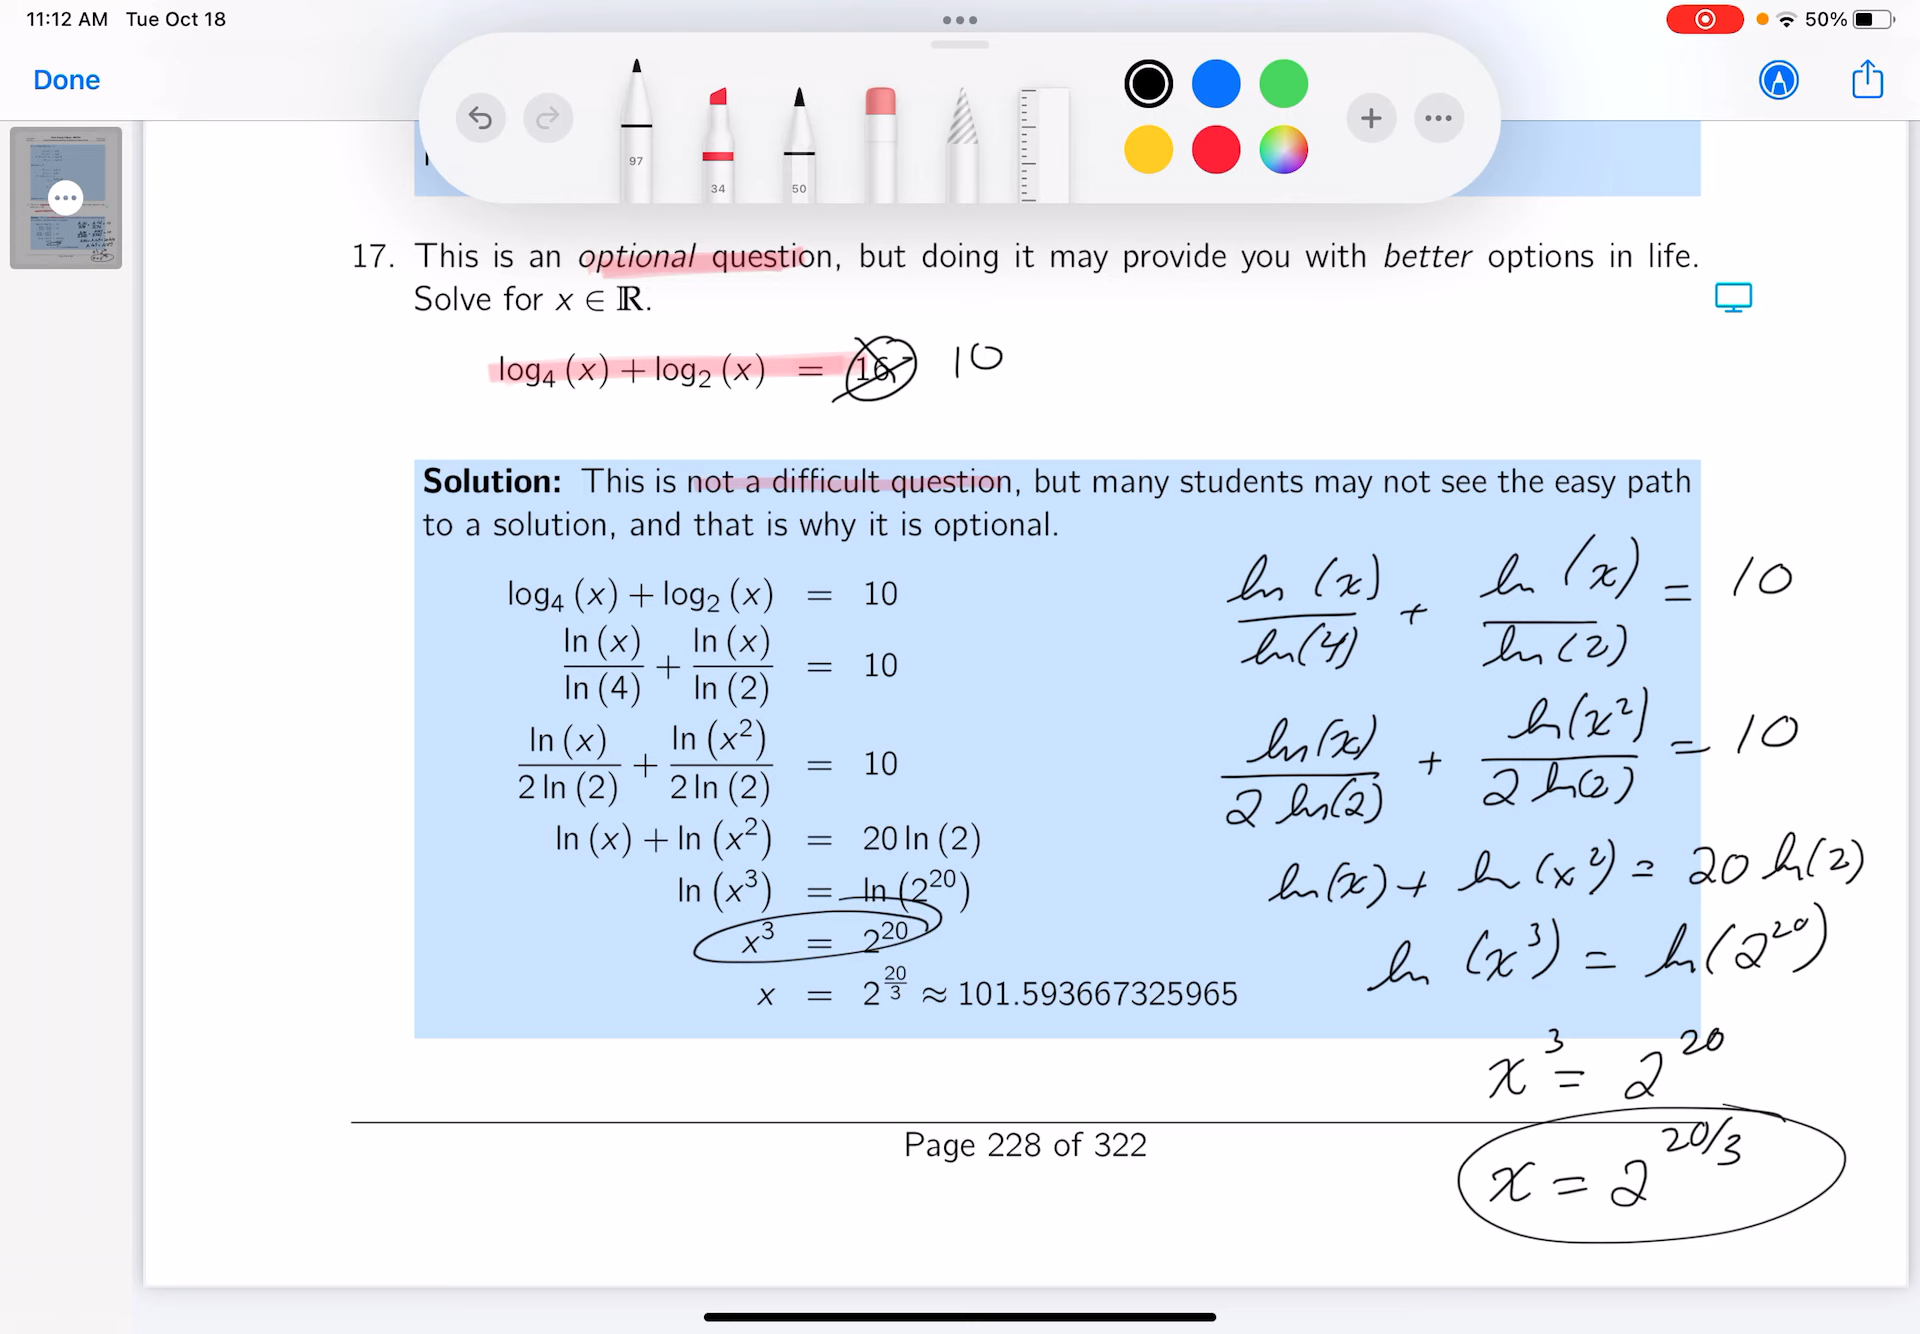 11:12 AM Tue Oct 18
50%
Done
97
34
50
17. This is an optional question, but doing it may provide you with better options in life.
Solve for x ∈ ℝ.
log₄ (x) + log₂ (x) = 16 10
Solution: This is not a difficult question, but many students may not see the easy path
to a solution, and that is why it is optional.
log₄ (x) + log₂ (x) = 10
ln (x)/ln (4) + ln (x)/ln (2) = 10
ln (x)/2 ln (2) + ln (x²)/2 ln (2) = 10
ln (x) + ln (x²) = 20 ln (2)
ln (x³) = ln (2²⁰)
x³ = 2²⁰
x = 2^(20/3) ≈ 101.593667325965
ln (x)/ln(4) + ln (x)/ln(2) = 10
ln(x)/2 ln(2) + ln(x²)/2 ln(2) = 10
ln(x) + ln(x²) = 20 ln(2)
ln (x³) = ln(2²⁰)
x³ = 2²⁰
x = 2^(20/3)
Page 228 of 322